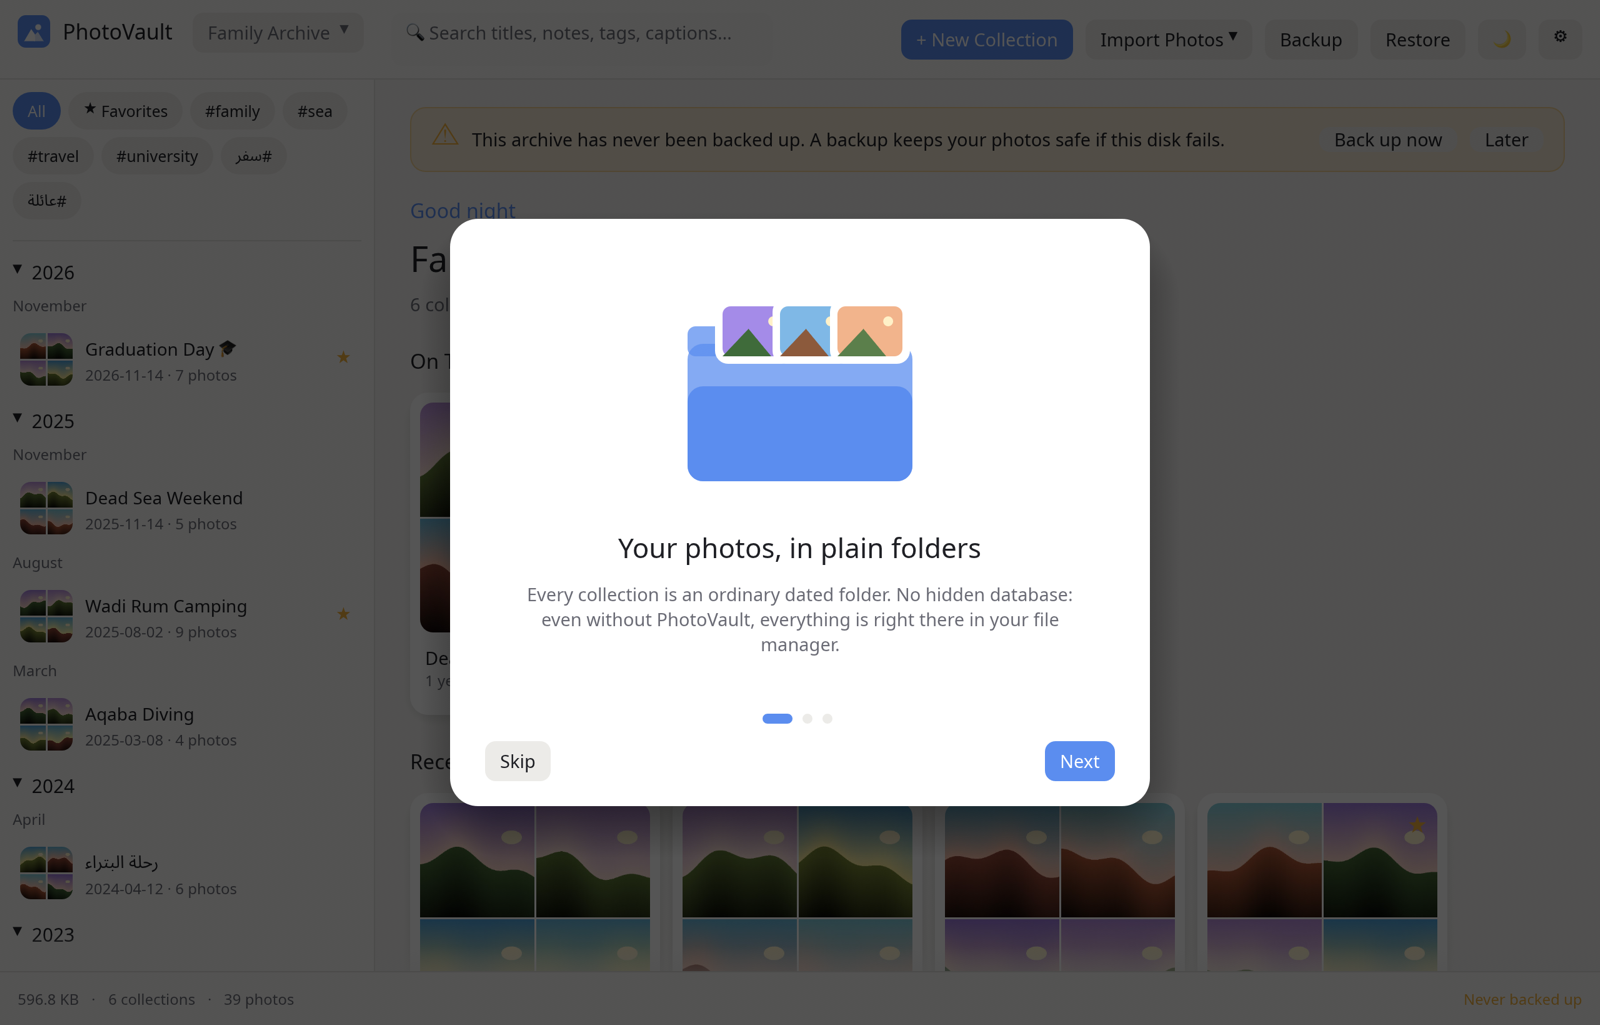 PhotoVault
Family Archive
Search titles, notes, tags, captions...
+ New Collection
Import Photos
Backup
Restore
All
Favorites
#family
#sea
#travel
#university
#سفر
#عائلة
2026
November
Graduation Day
2026-11-14 · 7 photos
2025
November
Dead Sea Weekend
2025-11-14 · 5 photos
August
Wadi Rum Camping
2025-08-02 · 9 photos
March
Aqaba Diving
2025-03-08 · 4 photos
2024
April
رحلة البتراء
2024-04-12 · 6 photos
2023
This archive has never been backed up. A backup keeps your photos safe if this disk fails.
Back up now
Later
Good night
6 col
On
Your photos, in plain folders
Every collection is an ordinary dated folder. No hidden database:
even without PhotoVault, everything is right there in your file
manager.
Skip
Next
596.8 KB · 6 collections · 39 photos
Never backed up